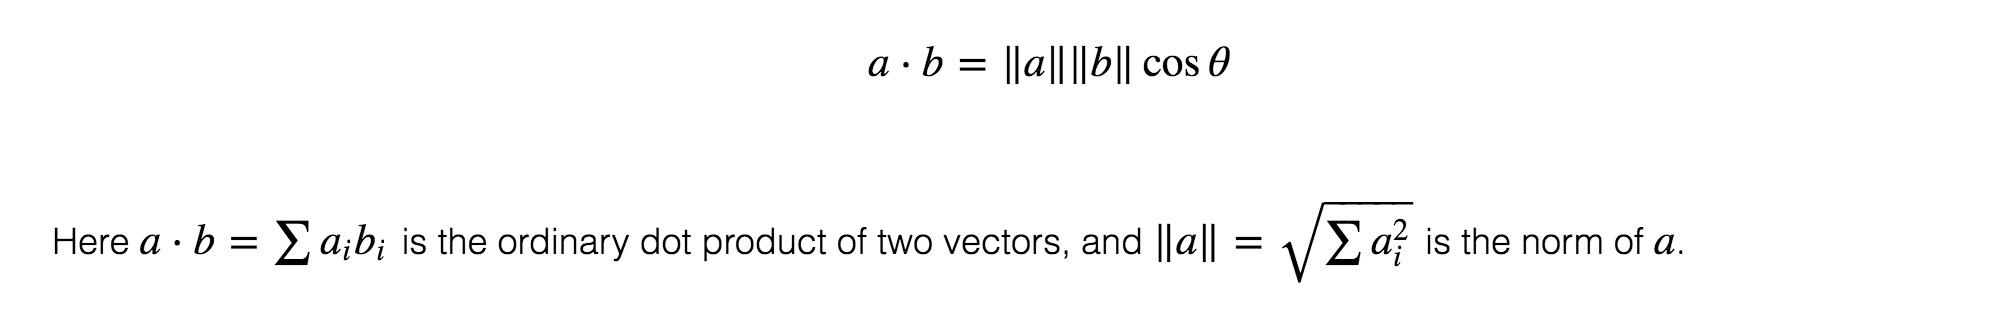 a · b = ‖a‖‖b‖ cos θ
Here a · b = ∑ aᵢbᵢ is the ordinary dot product of two vectors, and ‖a‖ = √(∑ aᵢ²) is the norm of a.